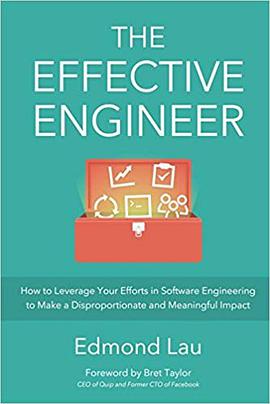 THE
EFFECTIVE
ENGINEER
How to Leverage Your Efforts in Software Engineering
to Make a Disproportionate and Meaningful Impact
Edmond Lau
Foreword by Bret Taylor
CEO of Quip and Former CTO of Facebook